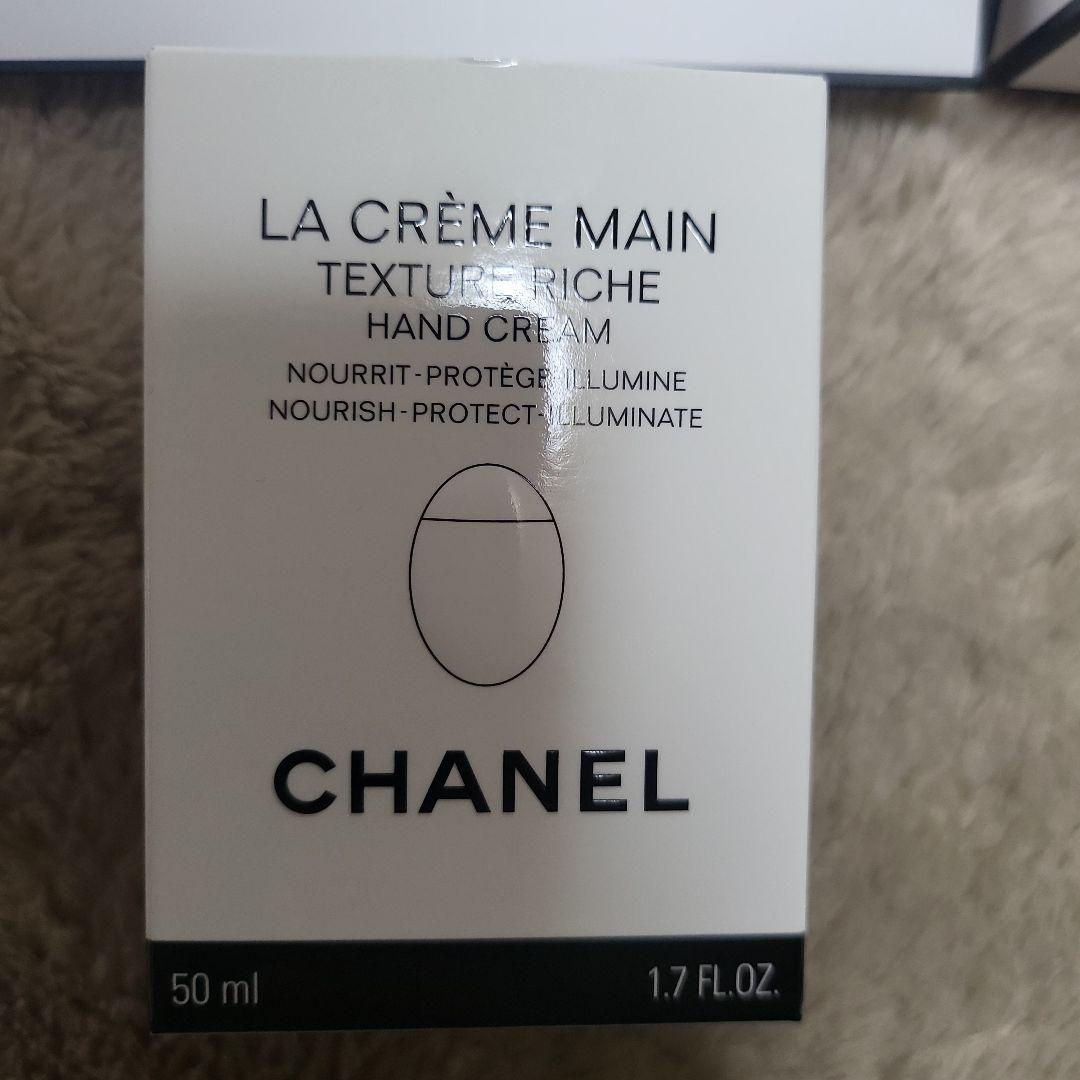 LA CRÈME MAIN
TEXTURE RICHE
HAND CREAM
NOURRIT-PROTÈGE-ILLUMINE
NOURISH-PROTECT-ILLUMINATE
CHANEL
50 ml
1.7 FL.OZ.